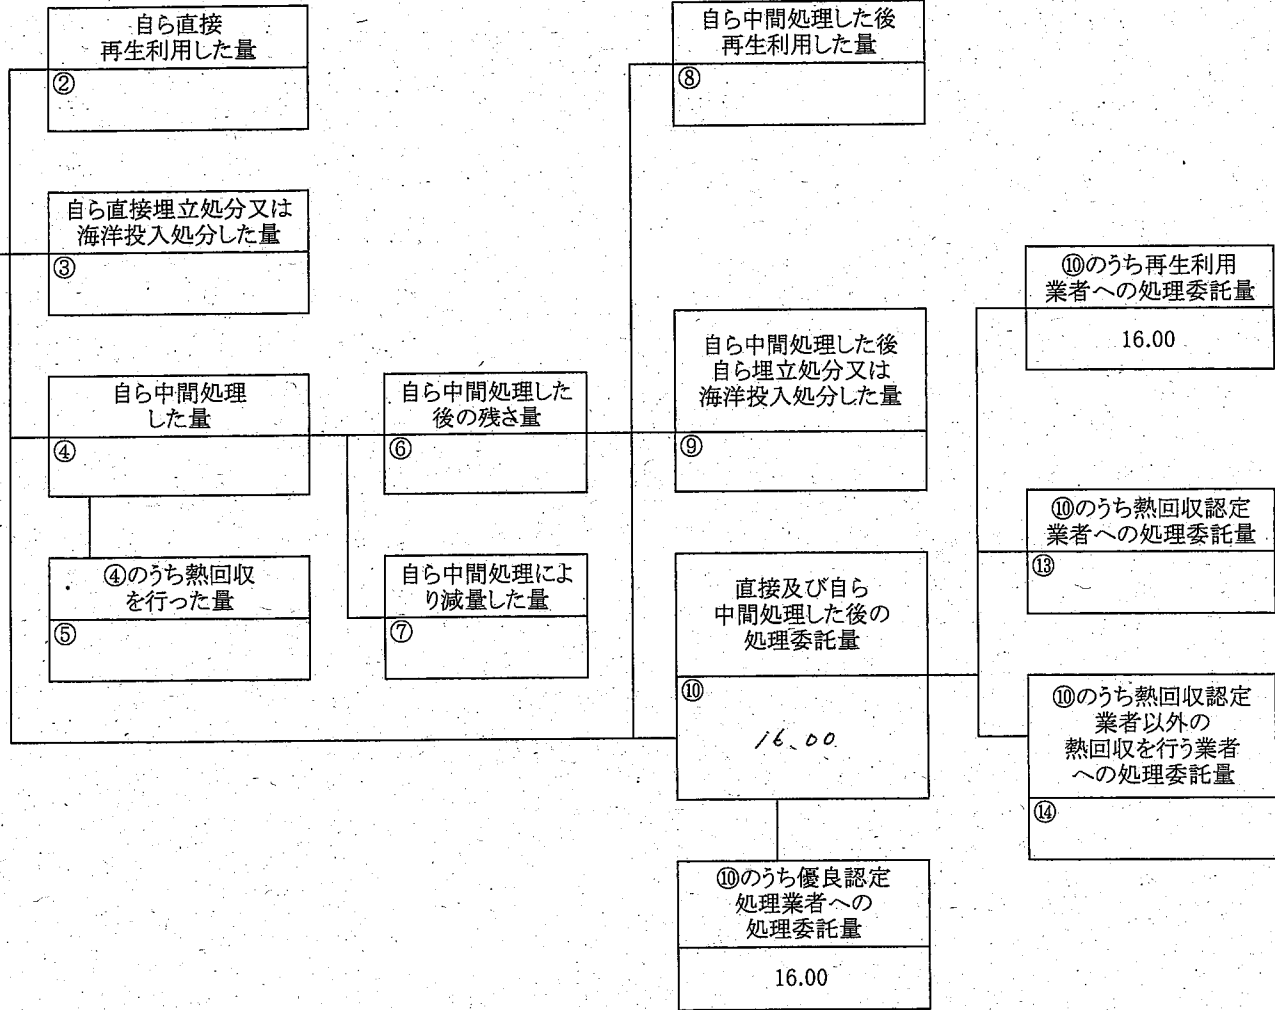 自ら直接
再生利用した量
②
自ら直接埋立処分又は
海洋投入処分した量
③
自ら中間処理
した量
④
④のうち熱回収
を行った量
⑤
自ら中間処理した
後の残さ量
⑥
自ら中間処理によ
り減量した量
⑦
自ら中間処理した後
再生利用した量
⑧
自ら中間処理した後
自ら埋立処分又は
海洋投入処分した量
⑨
直接及び自ら
中間処理した後の
処理委託量
⑩
16.00
⑩のうち優良認定
処理業者への
処理委託量
16.00
⑩のうち再生利用
業者への処理委託量
16.00
⑩のうち熱回収認定
業者への処理委託量
⑬
⑩のうち熱回収認定
業者以外の
熱回収を行う業者
への処理委託量
⑭